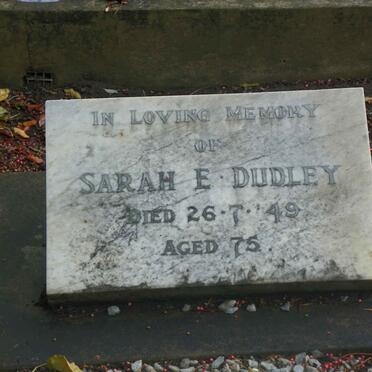 IN LOVING MEMORY
OF
SARAH E. DUDLEY
DIED 26.7.'49
AGED 75.